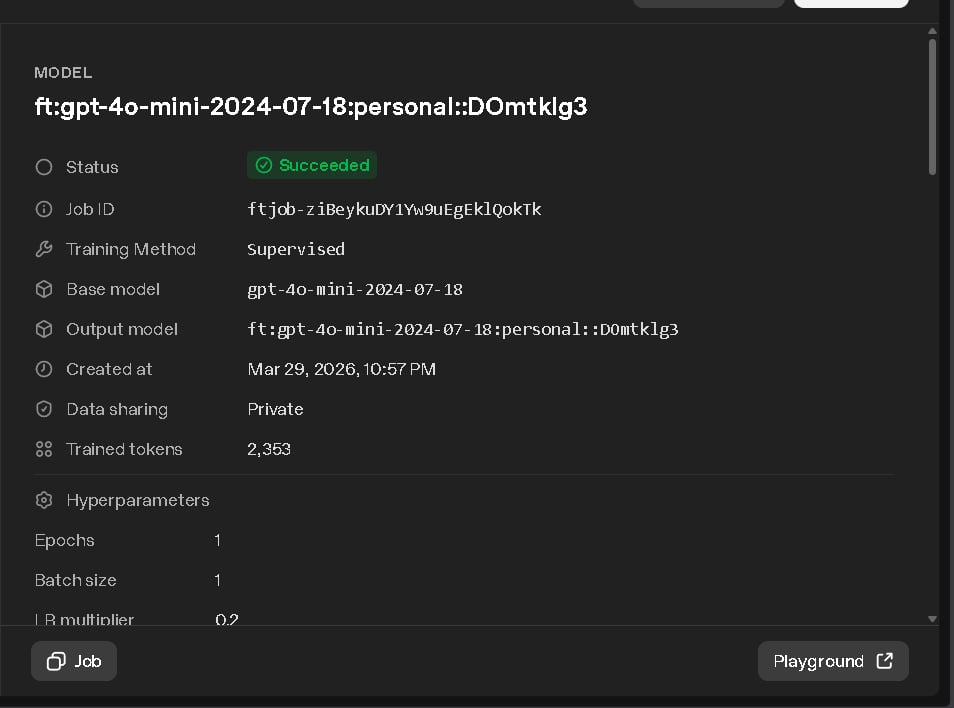 MODEL
ft:gpt-4o-mini-2024-07-18:personal::DOmtklg3
Status Succeeded
Job ID ftjob-ziBeykuDY1Yw9uEgEklQokTk
Training Method Supervised
Base model gpt-4o-mini-2024-07-18
Output model ft:gpt-4o-mini-2024-07-18:personal::DOmtklg3
Created at Mar 29, 2026, 10:57 PM
Data sharing Private
Trained tokens 2,353
Hyperparameters
Epochs 1
Batch size 1
LR multiplier 0.2
Job Playground